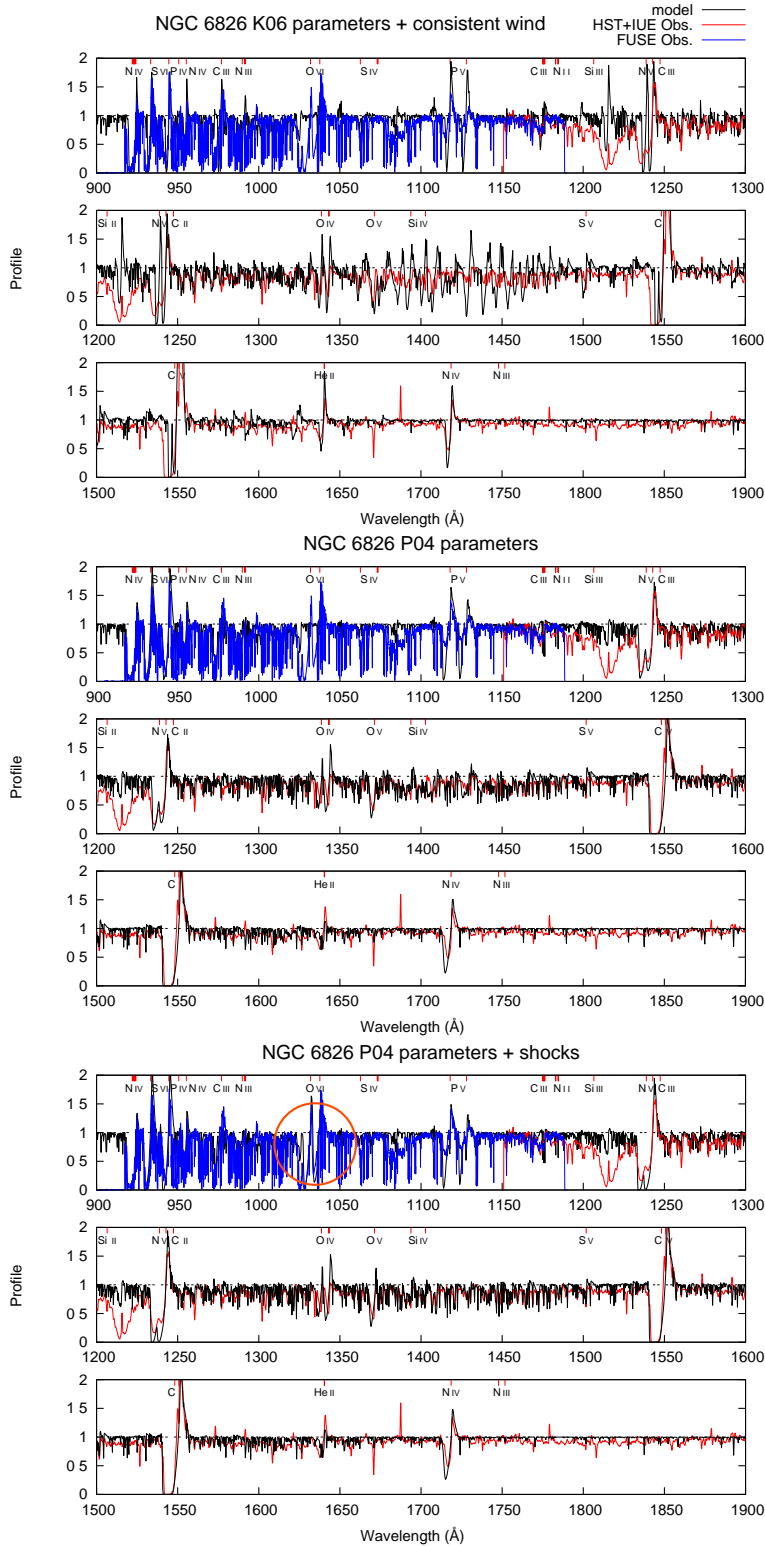 NGC 6826 K06 parameters + consistent wind
model
HST+IUE Obs.
FUSE Obs.
N IV S VI P IV N IV C III N III O VI S IV P V C III N II Si III N V C III
2
1.5
1
0.5
0
900 950 1000 1050 1100 1150 1200 1250 1300
Profile
Si II N V C II O IV O V Si IV S V C
2
1.5
1
0.5
0
1200 1250 1300 1350 1400 1450 1500 1550 1600
C IV He II N IV N III
2
1.5
1
0.5
0
1500 1550 1600 1650 1700 1750 1800 1850 1900
Wavelength (Å)
NGC 6826 P04 parameters
N IV S VI P IV N IV C III N III O VI S IV P V C III N II Si III N V C III
2
1.5
1
0.5
0
900 950 1000 1050 1100 1150 1200 1250 1300
Profile
Si II N V C II O IV O V Si IV S V C V
2
1.5
1
0.5
0
1200 1250 1300 1350 1400 1450 1500 1550 1600
C He II N IV N III
2
1.5
1
0.5
0
1500 1550 1600 1650 1700 1750 1800 1850 1900
Wavelength (Å)
NGC 6826 P04 parameters + shocks
N IV S VI P IV N IV C III N III O VI S IV P V C III N II Si III N V C III
2
1.5
1
0.5
0
900 950 1000 1050 1100 1150 1200 1250 1300
Profile
Si II N V C II O IV O V Si IV S V C IV
2
1.5
1
0.5
0
1200 1250 1300 1350 1400 1450 1500 1550 1600
C He II N IV N III
2
1.5
1
0.5
0
1500 1550 1600 1650 1700 1750 1800 1850 1900
Wavelength (Å)